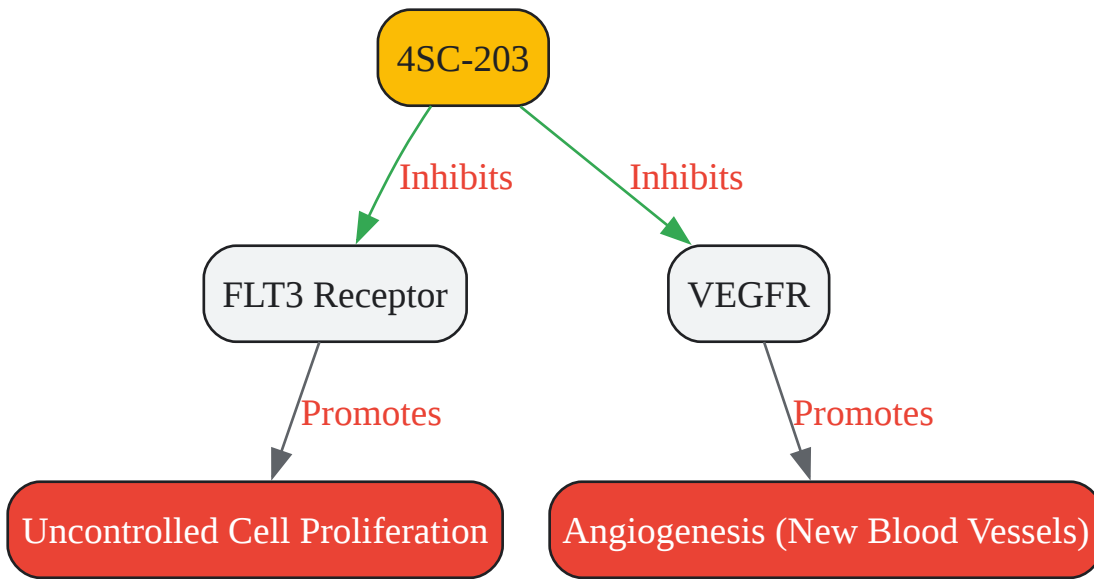 4SC-203
Inhibits
Inhibits
FLT3 Receptor
VEGFR
Promotes
Promotes
Uncontrolled Cell Proliferation
Angiogenesis (New Blood Vessels)